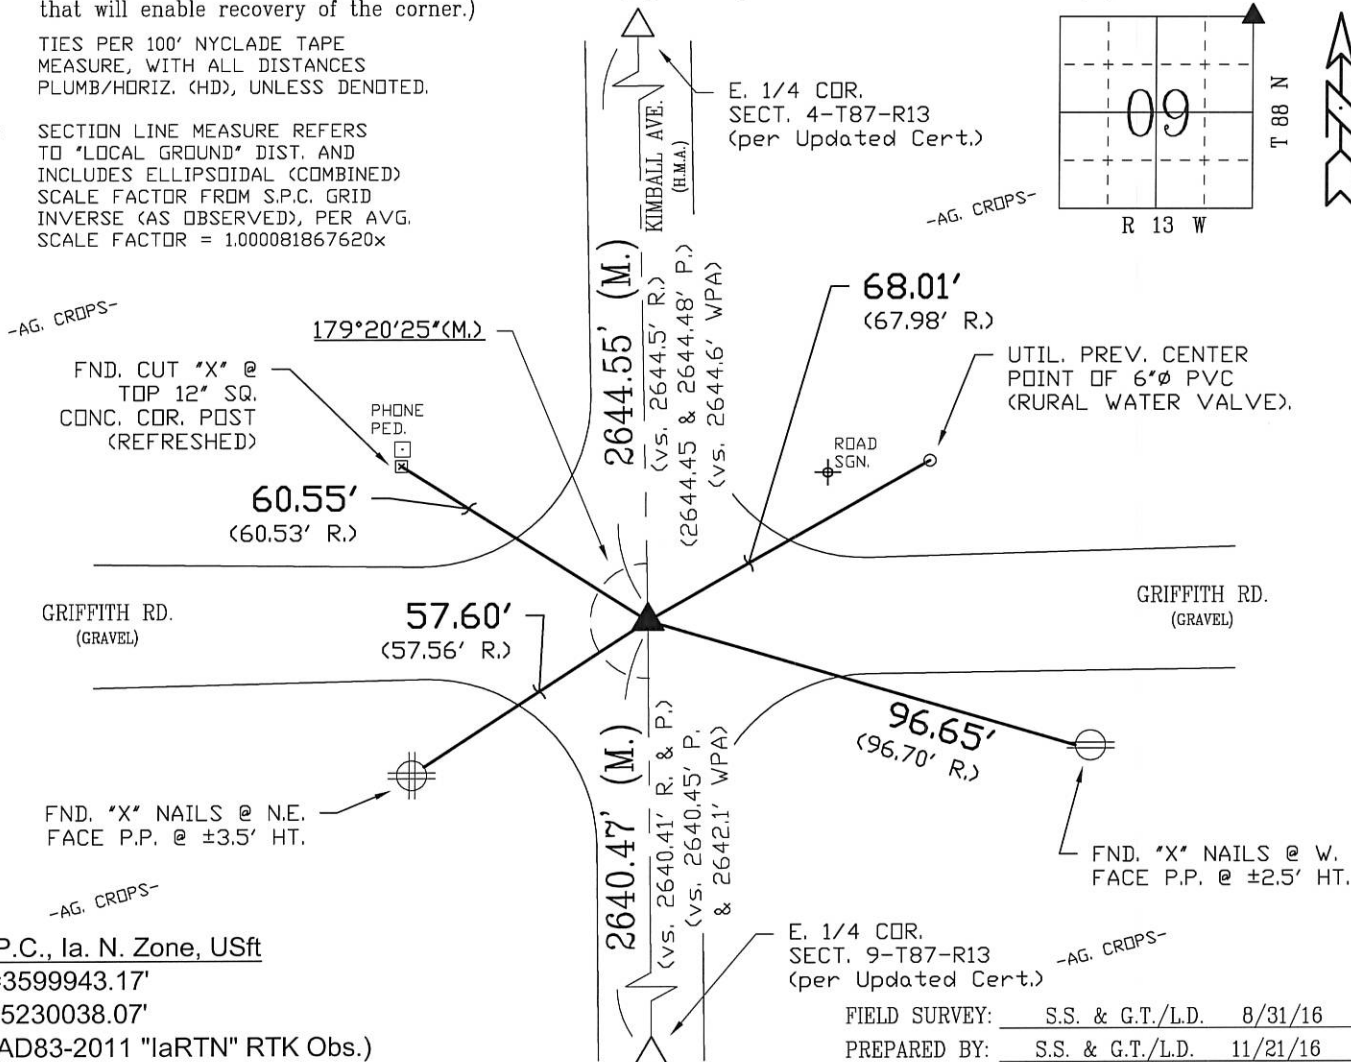 that will enable recovery of the corner.)
TIES PER 100' NYCLADE TAPE
MEASURE, WITH ALL DISTANCES
PLUMB/HORIZ. (HD), UNLESS DENOTED.
SECTION LINE MEASURE REFERS
TO "LOCAL GROUND" DIST. AND
INCLUDES ELLIPSOIDAL (COMBINED)
SCALE FACTOR FROM S.P.C. GRID
INVERSE (AS OBSERVED), PER AVG.
SCALE FACTOR = 1.000081867620x
E. 1/4 COR.
SECT. 4-T87-R13
(per Updated Cert.)
09
T 88 N
R 13 W
N
KIMBALL AVE.
(H.M.A.)
-AG. CROPS-
-AG. CROPS-
2644.55' (M.)
(vs. 2644.5' R.)
(2644.45 & 2644.48' P.)
(vs. 2644.6' WPA)
179°20'25"(M.)
68.01'
(67.98' R.)
FND. CUT "X" @
TOP 12" SQ.
CONC. COR. POST
(REFRESHED)
PHONE
PED.
UTIL. PREV. CENTER
POINT OF 6"Ø PVC
(RURAL WATER VALVE).
ROAD
SGN.
60.55'
(60.53' R.)
GRIFFITH RD.
(GRAVEL)
GRIFFITH RD.
(GRAVEL)
57.60'
(57.56' R.)
96.65'
(96.70' R.)
2640.47' (M.)
(vs. 2640.41' R. & P.)
(vs. 2640.45' P.
& 2642.1' WPA)
FND. "X" NAILS @ N.E.
FACE P.P. @ ±3.5' HT.
FND. "X" NAILS @ W.
FACE P.P. @ ±2.5' HT.
-AG. CROPS-
E. 1/4 COR.
SECT. 9-T87-R13
(per Updated Cert.)
-AG. CROPS-
P.C., Ia. N. Zone, USft
=3599943.17'
5230038.07'
AD83-2011 "IaRTN" RTK Obs.)
FIELD SURVEY: S.S. & G.T./L.D. 8/31/16
PREPARED BY: S.S. & G.T./L.D. 11/21/16